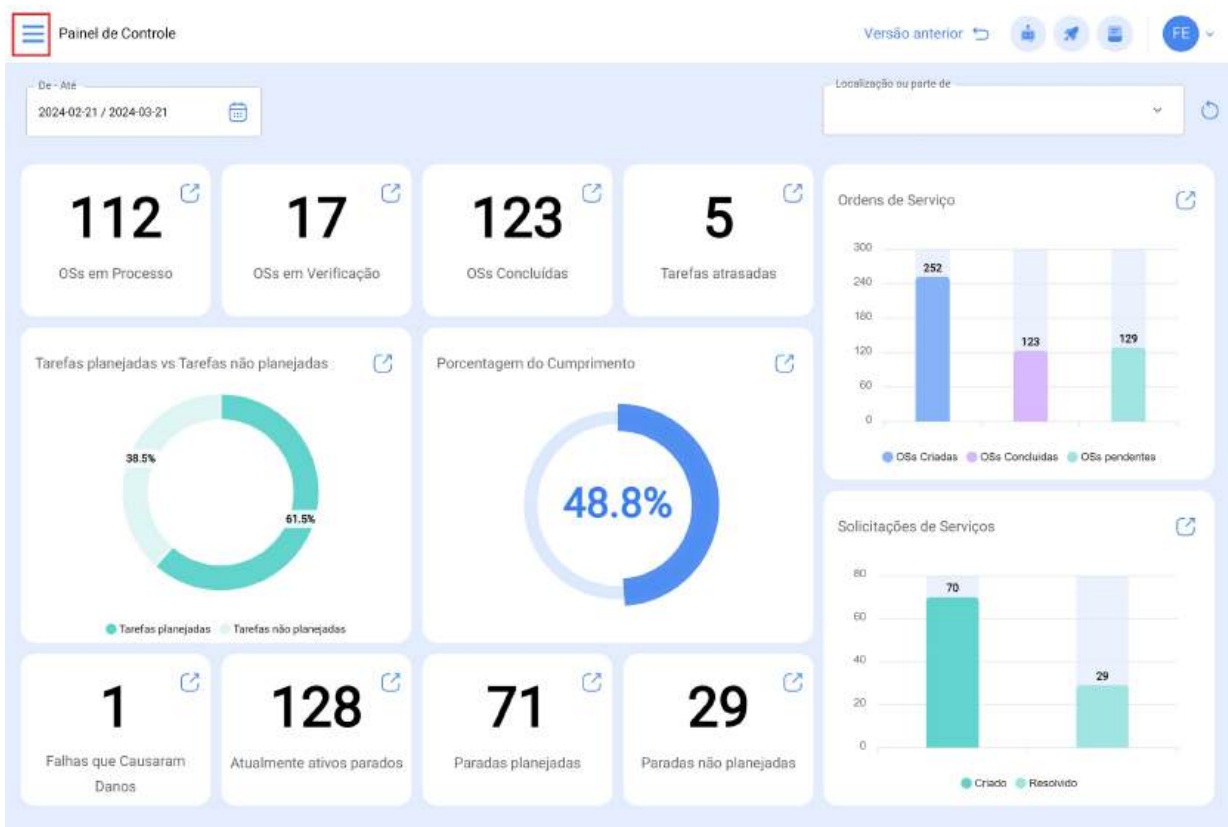 Painel de Controle
Versão anterior
FE
De - Até
2024-02-21 / 2024-03-21
Localização ou parte de
112
OSs em Processo
17
OSs em Verificação
123
OSs Concluídas
5
Tarefas atrasadas
Ordens de Serviço
300
240
180
120
60
0
252
123
129
OSs Criadas
OSs Concluidas
OSs pendentes
Tarefas planejadas vs Tarefas não planejadas
38.5%
61.5%
Tarefas planejadas
Tarefas não planejadas
Porcentagem do Cumprimento
48.8%
Solicitações de Serviços
80
60
40
20
0
70
29
Criado
Resolvido
1
Falhas que Causaram
Danos
128
Atualmente ativos parados
71
Paradas planejadas
29
Paradas não planejadas